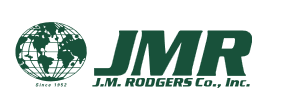 JMR
J.M. RODGERS Co., Inc.
Since 1952